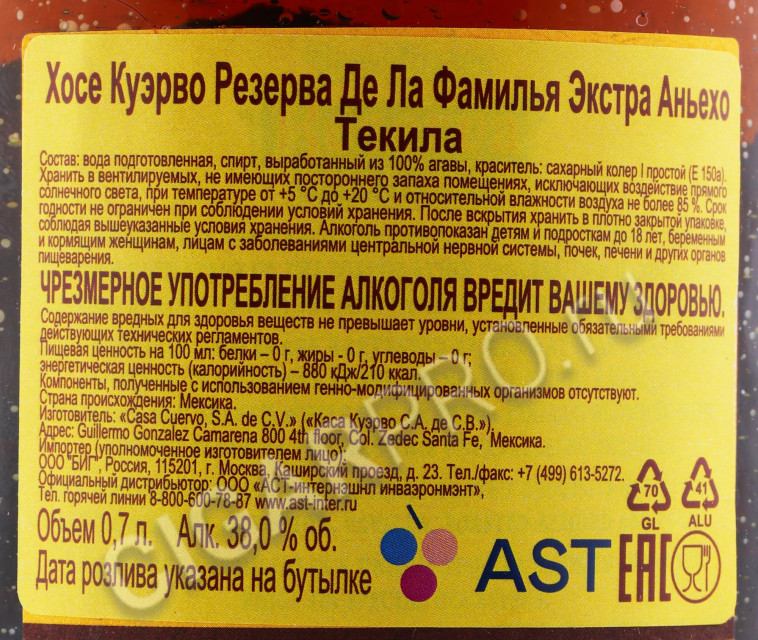 Хосе Куэрво Резерва Де Ла Фамилья Экстра Аньехо
Текила
Состав: вода подготовленная, спирт, выработанный из 100% агавы, краситель: сахарный колер I простой (Е 150а).
Хранить в вентилируемых, не имеющих постороннего запаха помещениях, исключающих воздействие прямого
солнечного света, при температуре от +5 °С до +20 °С и относительной влажности воздуха не более 85 %. Срок
годности не ограничен при соблюдении условий хранения. После вскрытия хранить в плотно закрытой упаковке,
соблюдая вышеуказанные условия хранения. Алкоголь противопоказан детям и подросткам до 18 лет, беременным
и кормящим женщинам, лицам с заболеваниями центральной нервной системы, почек, печени и других органов
пищеварения.
ЧРЕЗМЕРНОЕ УПОТРЕБЛЕНИЕ АЛКОГОЛЯ ВРЕДИТ ВАШЕМУ ЗДОРОВЬЮ.
Содержание вредных для здоровья веществ не превышает уровни, установленные обязательными требованиями
действующих технических регламентов.
Пищевая ценность на 100 мл: белки – 0 г, жиры - 0 г, углеводы – 0 г;
энергетическая ценность (калорийность) – 880 кДж/210 ккал.
Компоненты, полученные с использованием генно-модифицированных организмов отсутствуют.
Страна происхождения: Мексика.
Изготовитель: «Casa Cuervo, S.A. de C.V.» («Каса Куэрво С.А. де С.В.»).
Адрес: Guillermo Gonzalez Camarena 800 4th floor, Col. Zedec Santa Fe, Мексика.
Импортер (уполномоченное изготовителем лицо):
ООО "БИГ", Россия, 115201, г. Москва, Каширский проезд, д. 23. Тел./факс: +7 (499) 613-5272.
Официальный дистрибьютор: ООО «АСТ-интернэшнл инваэронмэнт»,
Тел. горячей линии 8-800-600-78-87 www.ast-inter.ru
Объем 0,7 л. Алк. 38,0 % об.
Дата розлива указана на бутылке
AST
EAC
70
GL
41
ALU
CIGARPRO.ru